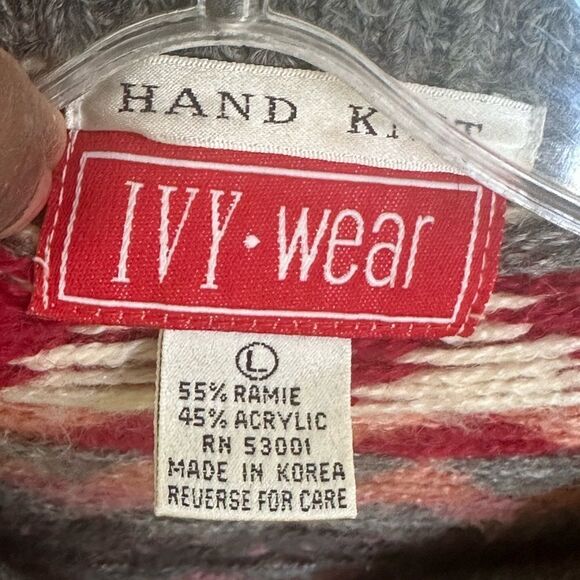 HAND KNIT
IVY·wear
L
55% RAMIE
45% ACRYLIC
RN 53001
MADE IN KOREA
REVERSE FOR CARE